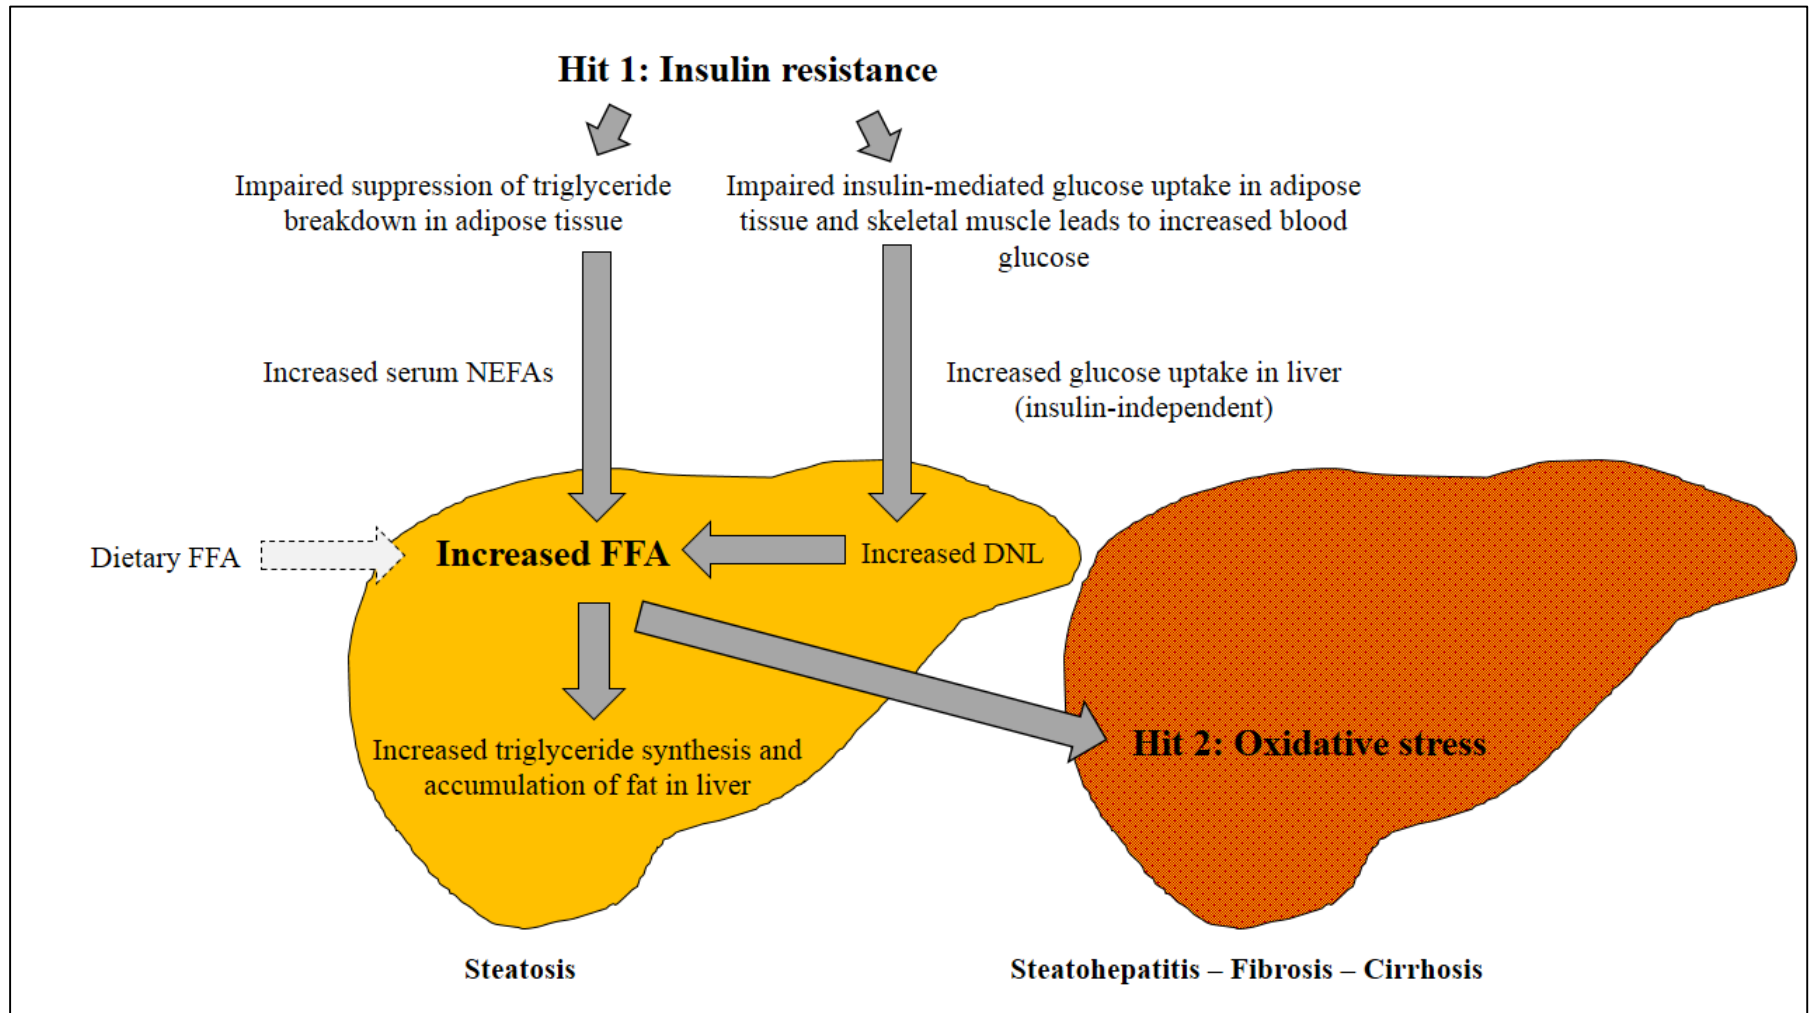 Hit 1: Insulin resistance
Impaired suppression of triglyceride
breakdown in adipose tissue
Impaired insulin-mediated glucose uptake in adipose
tissue and skeletal muscle leads to increased blood
glucose
Increased serum NEFAs
Increased glucose uptake in liver
(insulin-independent)
Dietary FFA
Increased FFA
Increased DNL
Increased triglyceride synthesis and
accumulation of fat in liver
Hit 2: Oxidative stress
Steatosis
Steatohepatitis – Fibrosis – Cirrhosis